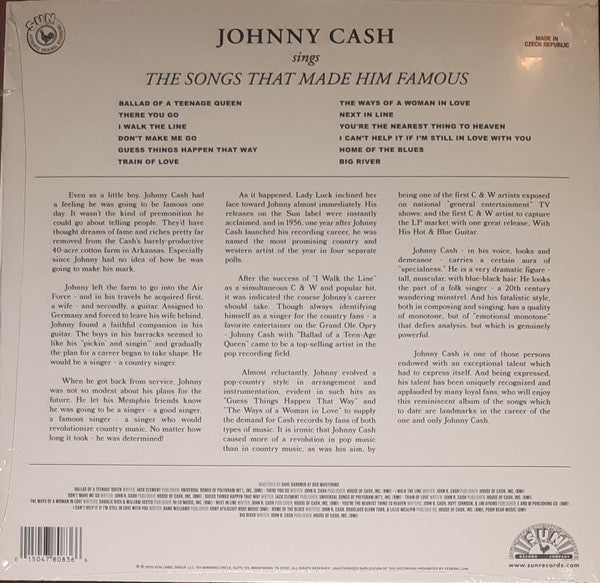 SUN
JOHNNY CASH
MADE IN
CZECH REPUBLIC
sings
THE SONGS THAT MADE HIM FAMOUS
BALLAD OF A TEENAGE QUEEN
THERE YOU GO
I WALK THE LINE
DON'T MAKE ME GO
GUESS THINGS HAPPEN THAT WAY
TRAIN OF LOVE
THE WAYS OF A WOMAN IN LOVE
NEXT IN LINE
YOU'RE THE NEAREST THING TO HEAVEN
I CAN'T HELP IT IF I'M STILL IN LOVE WITH YOU
HOME OF THE BLUES
BIG RIVER
Even as a little boy, Johnny Cash had
a feeling he was going to be famous one
day. It wasn't the kind of premonition he
could go about telling people. They'd have
thought dreams of fame and riches pretty far
removed from the Cash's barely-productive
40-acre cotton farm in Arkansas. Especially
since Johnny had no idea of how he was
going to make his mark.
Johnny left the farm to go into the Air
Force - and in his travels he acquired first,
a wife - and secondly, a guitar. Assigned to
Germany and forced to leave his wife behind,
Johnny found a faithful companion in his
guitar. The boys in his barracks seemed to
like his "pickin' and singin'" and gradually
the plan for a career began to take shape. He
would be a singer - a country singer.
When he got back from service, Johnny
was not so modest about his plans for the
future. He let his Memphis friends know
he was going to be a singer - a good singer,
a famous singer - a singer who would
revolutionize country music. No matter how
long it took - he was determined!
As it happened, Lady Luck inclined her
face toward Johnny almost immediately. His
releases on the Sun label were instantly
acclaimed, and in 1956, one year after Johnny
Cash launched his recording career, he was
named the most promising country and
western artist of the year in four separate
polls.
After the success of "I Walk the Line"
as a simultaneous C & W and popular hit,
it was indicated the course Johnny's career
should take. Though always identifying
himself as a singer for the country fans - a
favorite entertainer on the Grand Ole Opry
- Johnny Cash with "Ballad of a Teen-Age
Queen" came to be a top-selling artist in the
pop recording field.
Almost reluctantly, Johnny evolved a
pop-country style in arrangement and
instrumentation, evident in such hits as
"Guess Things Happen That Way" and
"The Ways of a Woman in Love" to supply
the demand for Cash records by fans of both
types of music. It is ironic that Johnny Cash
caused more of a revolution in pop music
than in country music, as was his aim, by
being one of the first C & W artists exposed
on national "general entertainment" TV
shows; and the first C & W artist to capture
the LP market with one great release, With
His Hot & Blue Guitar.
Johnny Cash - in his voice, looks and
demeanor - carries a certain aura of
"specialness." He is a very dramatic figure -
tall, muscular, with blue-black hair. He looks
the part of a folk singer - a 20th century
wandering minstrel. And his fatalistic style,
both in composing and singing, has a quality
of monotone, but of "emotional monotone"
that defies analysis, but which is genuinely
powerful.
Johnny Cash is one of those persons
endowed with an exceptional talent which
had to express itself. And being expressed,
his talent has been uniquely recognized and
applauded by many loyal fans, who will enjoy
this reminiscent album of the songs which
to date are landmarks in the career of the
one and only Johnny Cash.
MASTERED BY DAVE GARDNER AT DSG MASTERING
0 15047 80836 6
SUN
RECORD COMPANY
www.sunrecords.com